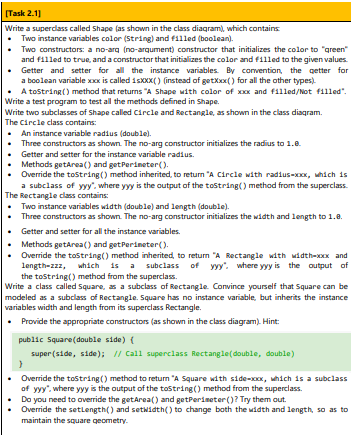 [Task 2.1]
Write a superclass called Shape (as shown in the class diagram), which contains:
• Two instance variables color (String) and filled (boolean).
• Two constructors: a no-arg (no-argument) constructor that initializes the color to "green"
and filled to true, and a constructor that initializes the color and filled to the given values.
• Getter and setter for all the instance variables. By convention, the getter for
a boolean variable xxx is called isXXX() (instead of getXxx() for all the other types).
• A toString() method that returns "A Shape with color of xxx and filled/Not filled".
Write a test program to test all the methods defined in Shape.
Write two subclasses of Shape called Circle and Rectangle, as shown in the class diagram.
The Circle class contains:
• An instance variable radius (double).
• Three constructors as shown. The no-arg constructor initializes the radius to 1.0.
• Getter and setter for the instance variable radius.
• Methods getArea() and getPerimeter().
• Override the toString() method inherited, to return "A Circle with radius=xxx, which is
a subclass of yyy", where yyy is the output of the toString() method from the superclass.
The Rectangle class contains:
• Two instance variables width (double) and length (double).
• Three constructors as shown. The no-arg constructor initializes the width and length to 1.0.
• Getter and setter for all the instance variables.
• Methods getArea() and getPerimeter().
• Override the toString() method inherited, to return "A Rectangle with width=xxx and
length=zzz, which is a subclass of yyy", where yyy is the output of
the toString() method from the superclass.
Write a class called Square, as a subclass of Rectangle. Convince yourself that Square can be
modeled as a subclass of Rectangle. Square has no instance variable, but inherits the instance
variables width and length from its superclass Rectangle.
• Provide the appropriate constructors (as shown in the class diagram). Hint:
public Square(double side) {
super(side, side); // Call superclass Rectangle(double, double)
}
• Override the toString() method to return "A Square with side=xxx, which is a subclass
of yyy", where yyy is the output of the toString() method from the superclass.
• Do you need to override the getArea() and getPerimeter()? Try them out.
• Override the setLength() and setWidth() to change both the width and length, so as to
maintain the square geometry.